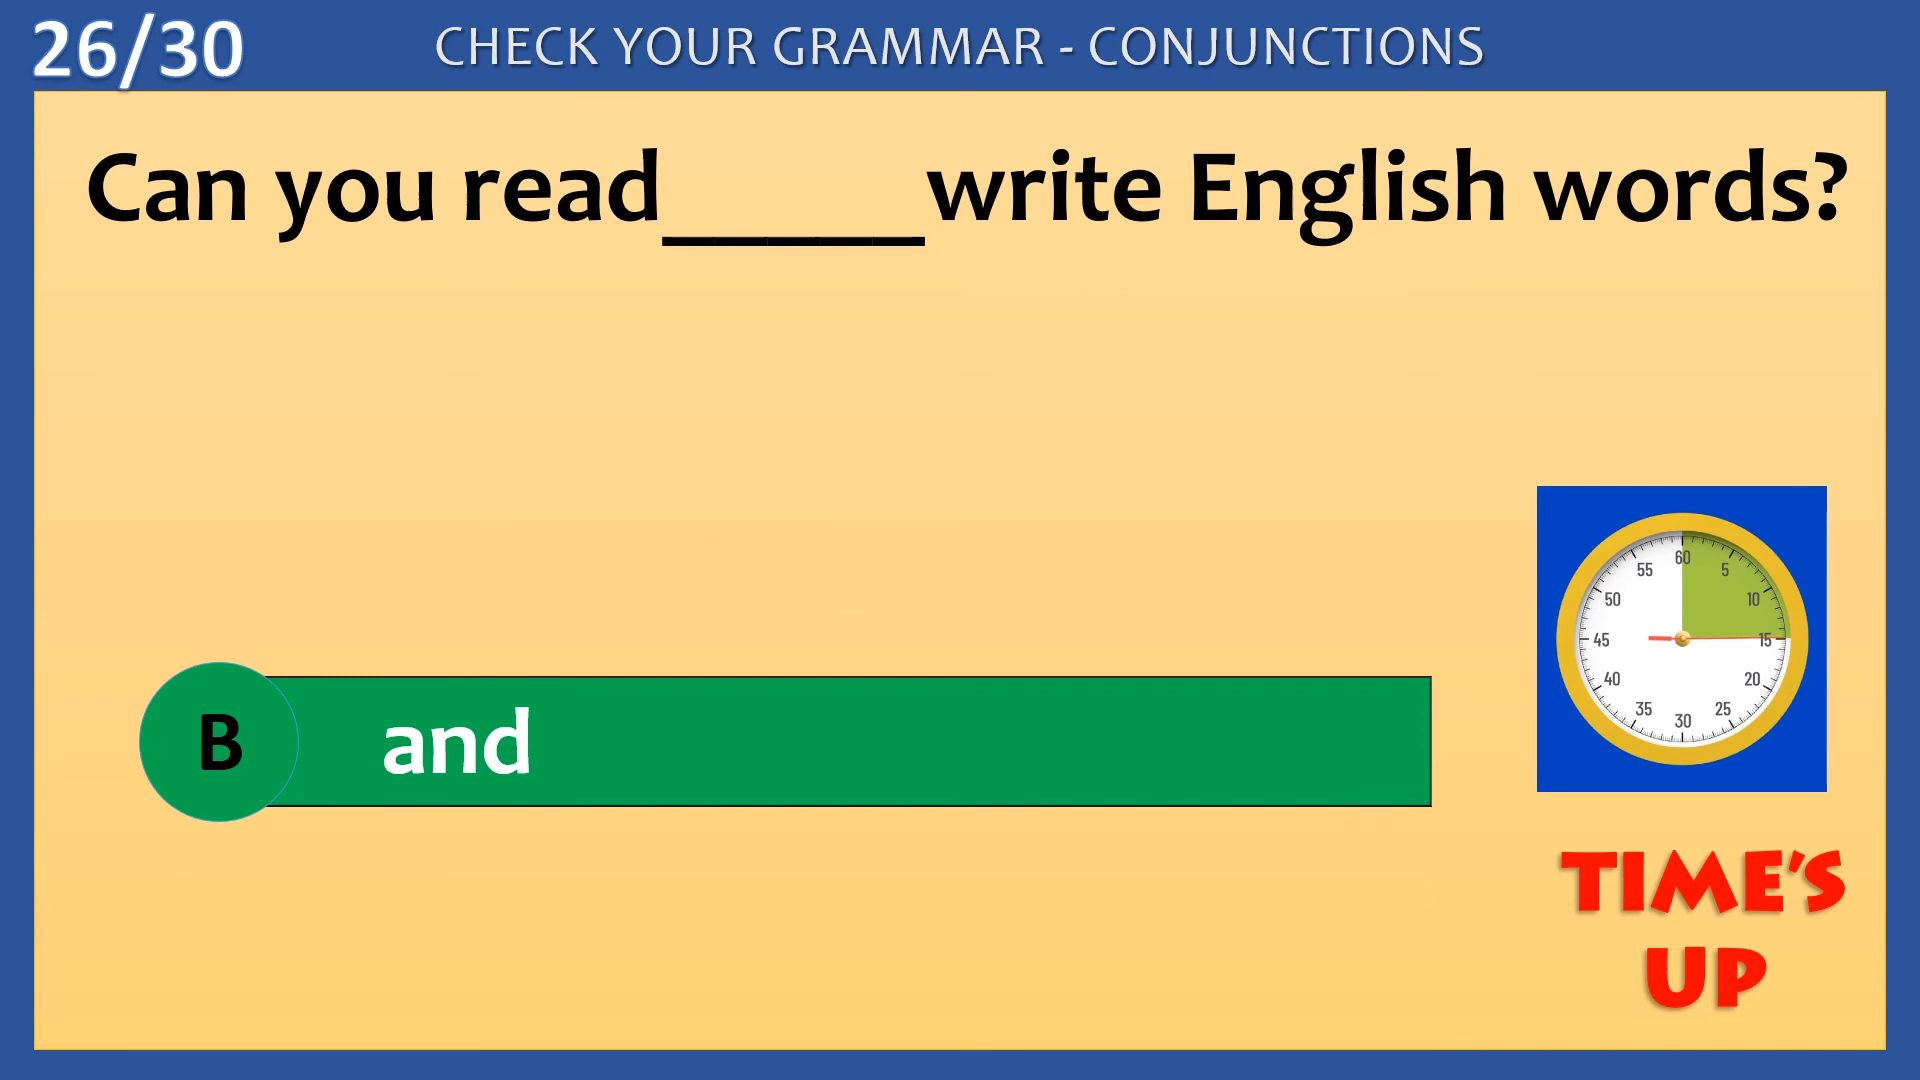 26/30
CHECK YOUR GRAMMAR - CONJUNCTIONS
Can you read_____write English words?
60
55
5
50
10
45
15
40
20
35
25
30
B
and
TIME'S
UP